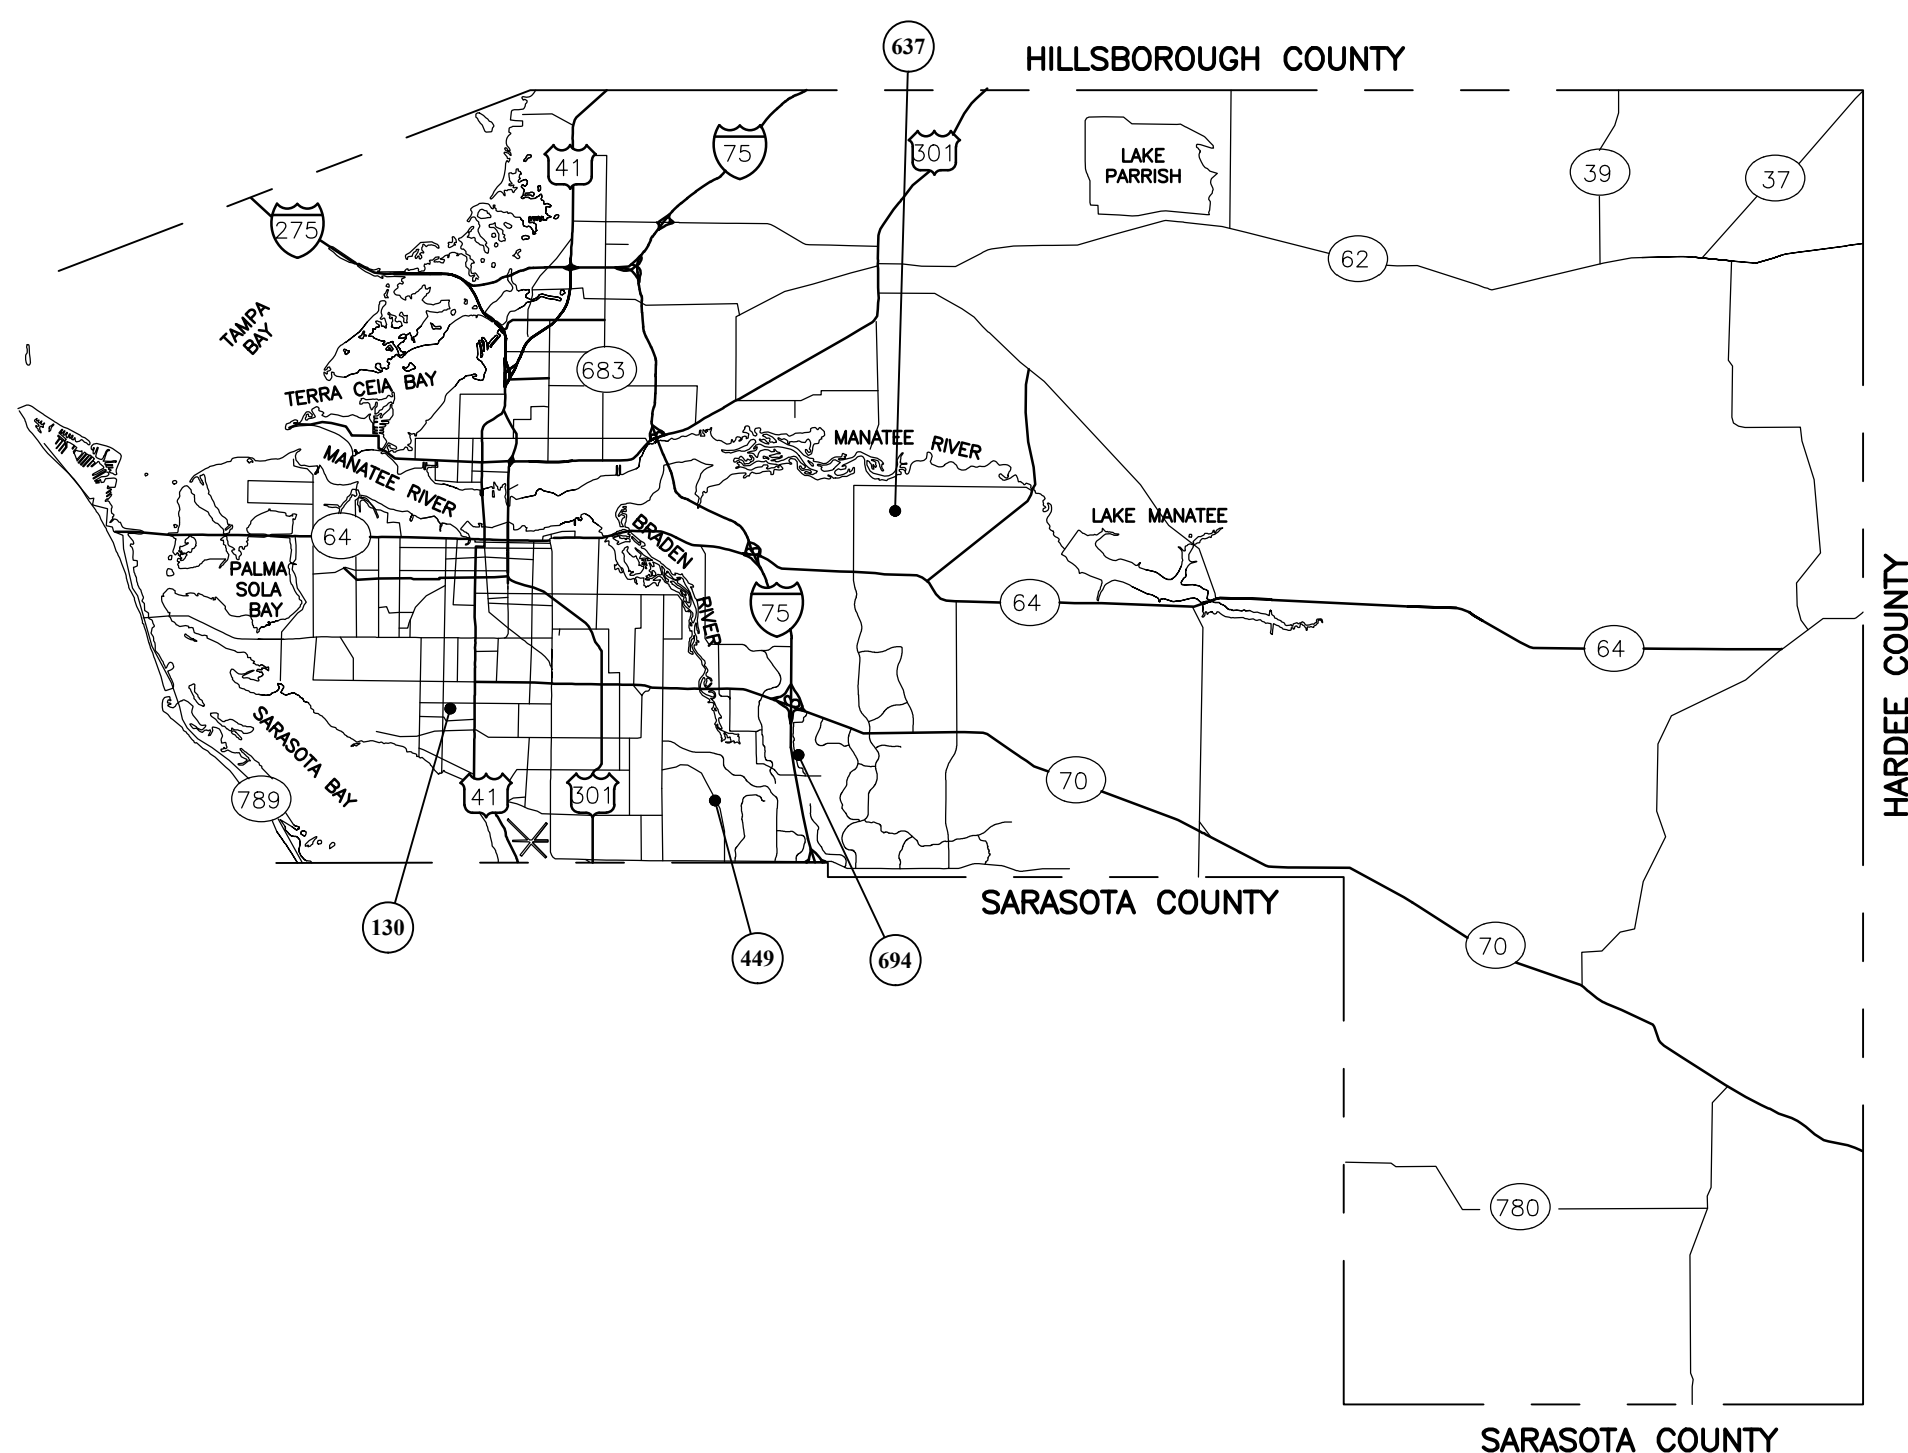 637
HILLSBOROUGH COUNTY
41
75
301
LAKE
PARRISH
39
37
275
62
TAMPA
BAY
683
TERRA CEIA BAY
MANATEE RIVER
MANATEE RIVER
64
LAKE MANATEE
BRADEN
RIVER
PALMA
SOLA
BAY
75
64
64
HARDEE COUNTY
SARASOTA BAY
789
41
301
70
130
449
694
SARASOTA COUNTY
70
780
SARASOTA COUNTY